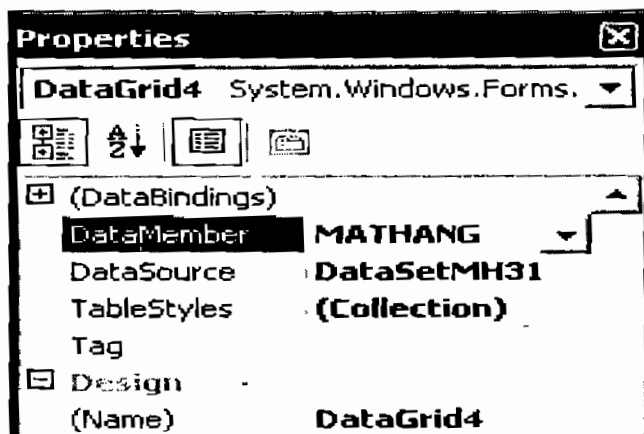 Properties
DataGrid4 System.Windows.Forms.
(DataBindings)
DataMember MATHANG
DataSource DataSetMH31
TableStyles (Collection)
Tag
Design
(Name) DataGrid4